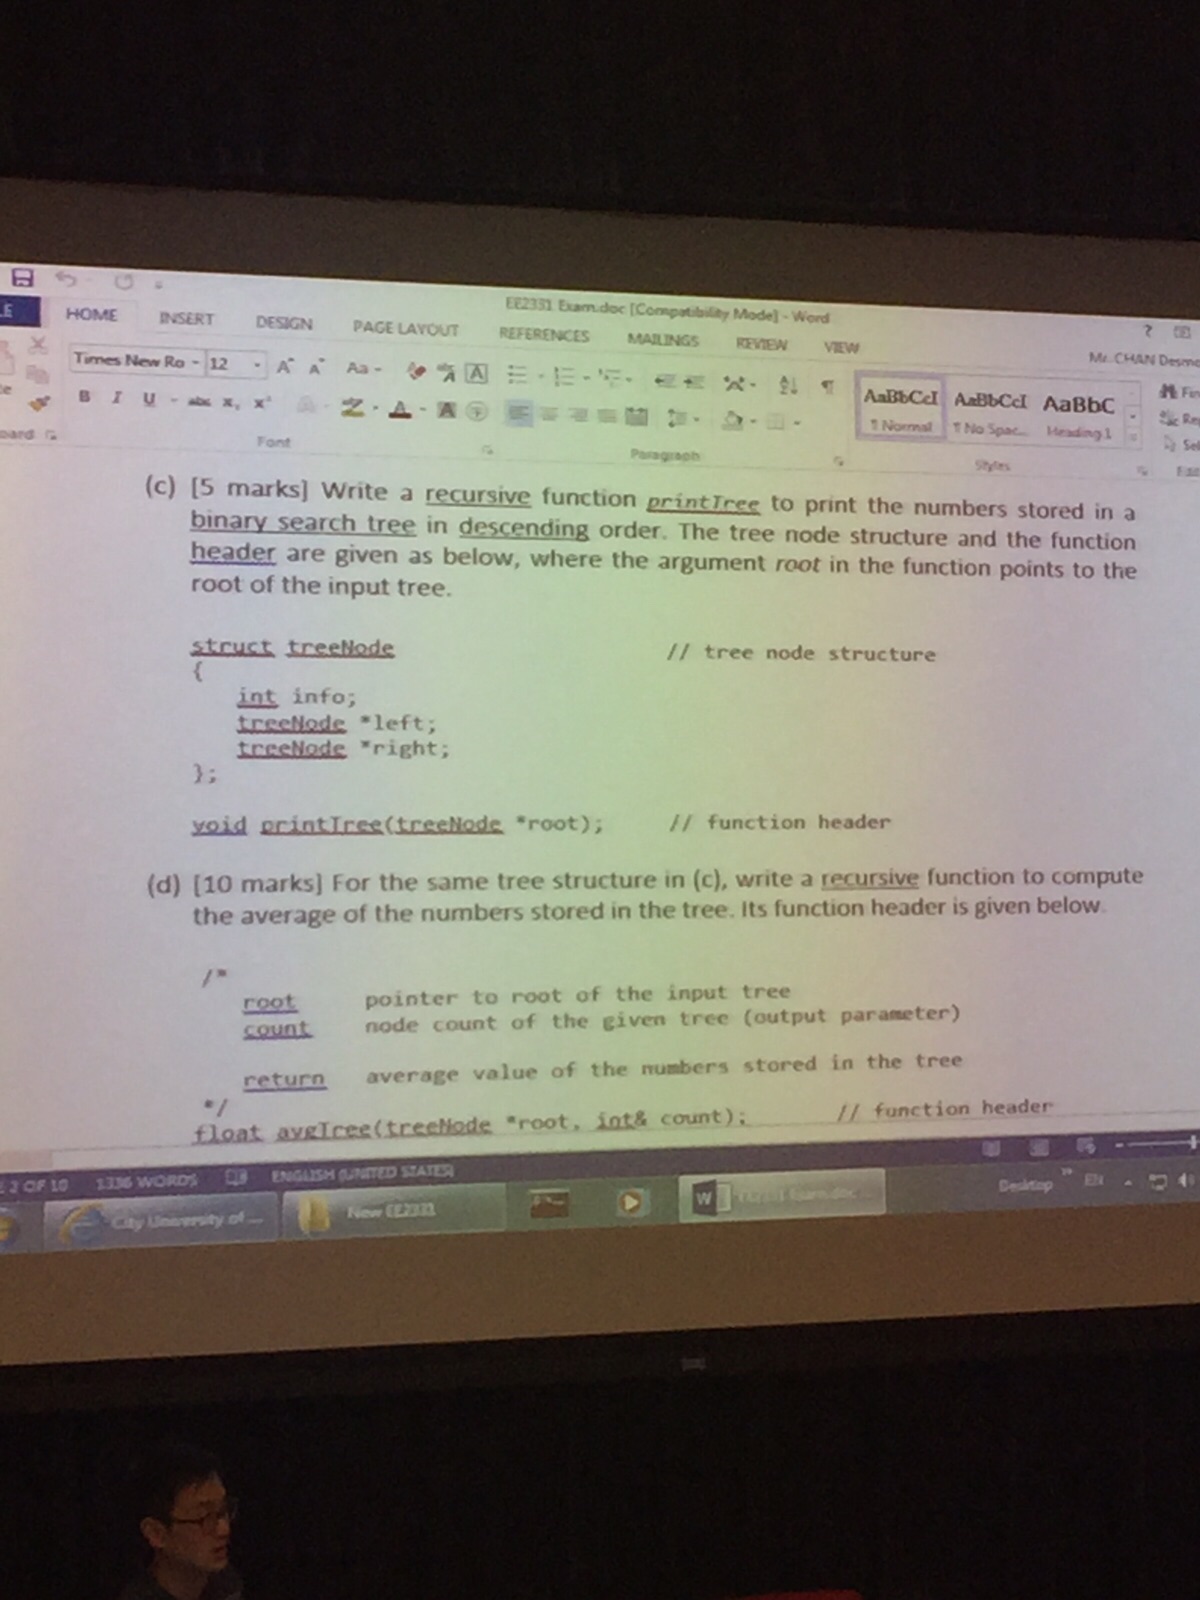 EE2331 Exam.doc [Compatibility Mode] - Word
HOME INSERT DESIGN PAGE LAYOUT REFERENCES MAILINGS REVIEW VIEW
Mr. CHAN Desmo
Times New Ro 12
AaBbCcI AaBbCcI AaBbC
¶ Normal ¶ No Spac... Heading 1
Font Paragraph Styles
(c) [5 marks] Write a recursive function printTree to print the numbers stored in a
binary search tree in descending order. The tree node structure and the function
header are given as below, where the argument root in the function points to the
root of the input tree.
struct treeNode // tree node structure
{
int info;
treeNode *left;
treeNode *right;
};
void printTree(treeNode *root); // function header
(d) [10 marks] For the same tree structure in (c), write a recursive function to compute
the average of the numbers stored in the tree. Its function header is given below.
/*
root pointer to root of the input tree
count node count of the given tree (output parameter)
return average value of the numbers stored in the tree
*/
float avgTree(treeNode *root, int& count); // function header
OF 10 1336 WORDS ENGLISH (UNITED STATES)
City University of ... New EE2331 Desktop EN